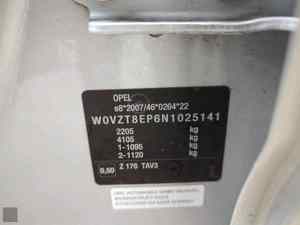 OPEL
e6*2007/46*0204*22
W0VZT8EP6N1025141
2205 kg
4105 kg
1-1095 kg
2-1120 kg
0,50 Z 176 TAV3